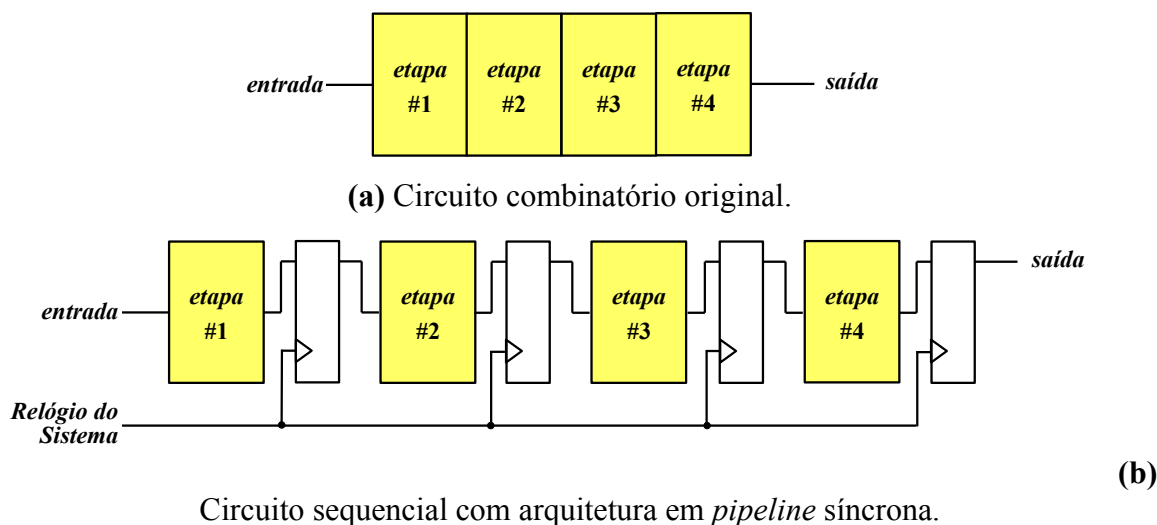 entrada etapa etapa etapa etapa saída
#1 #2 #3 #4
(a) Circuito combinatório original.
saída
entrada etapa etapa etapa etapa
#1 #2 #3 #4
Relógio do
Sistema
(b)
Circuito sequencial com arquitetura em pipeline síncrona.